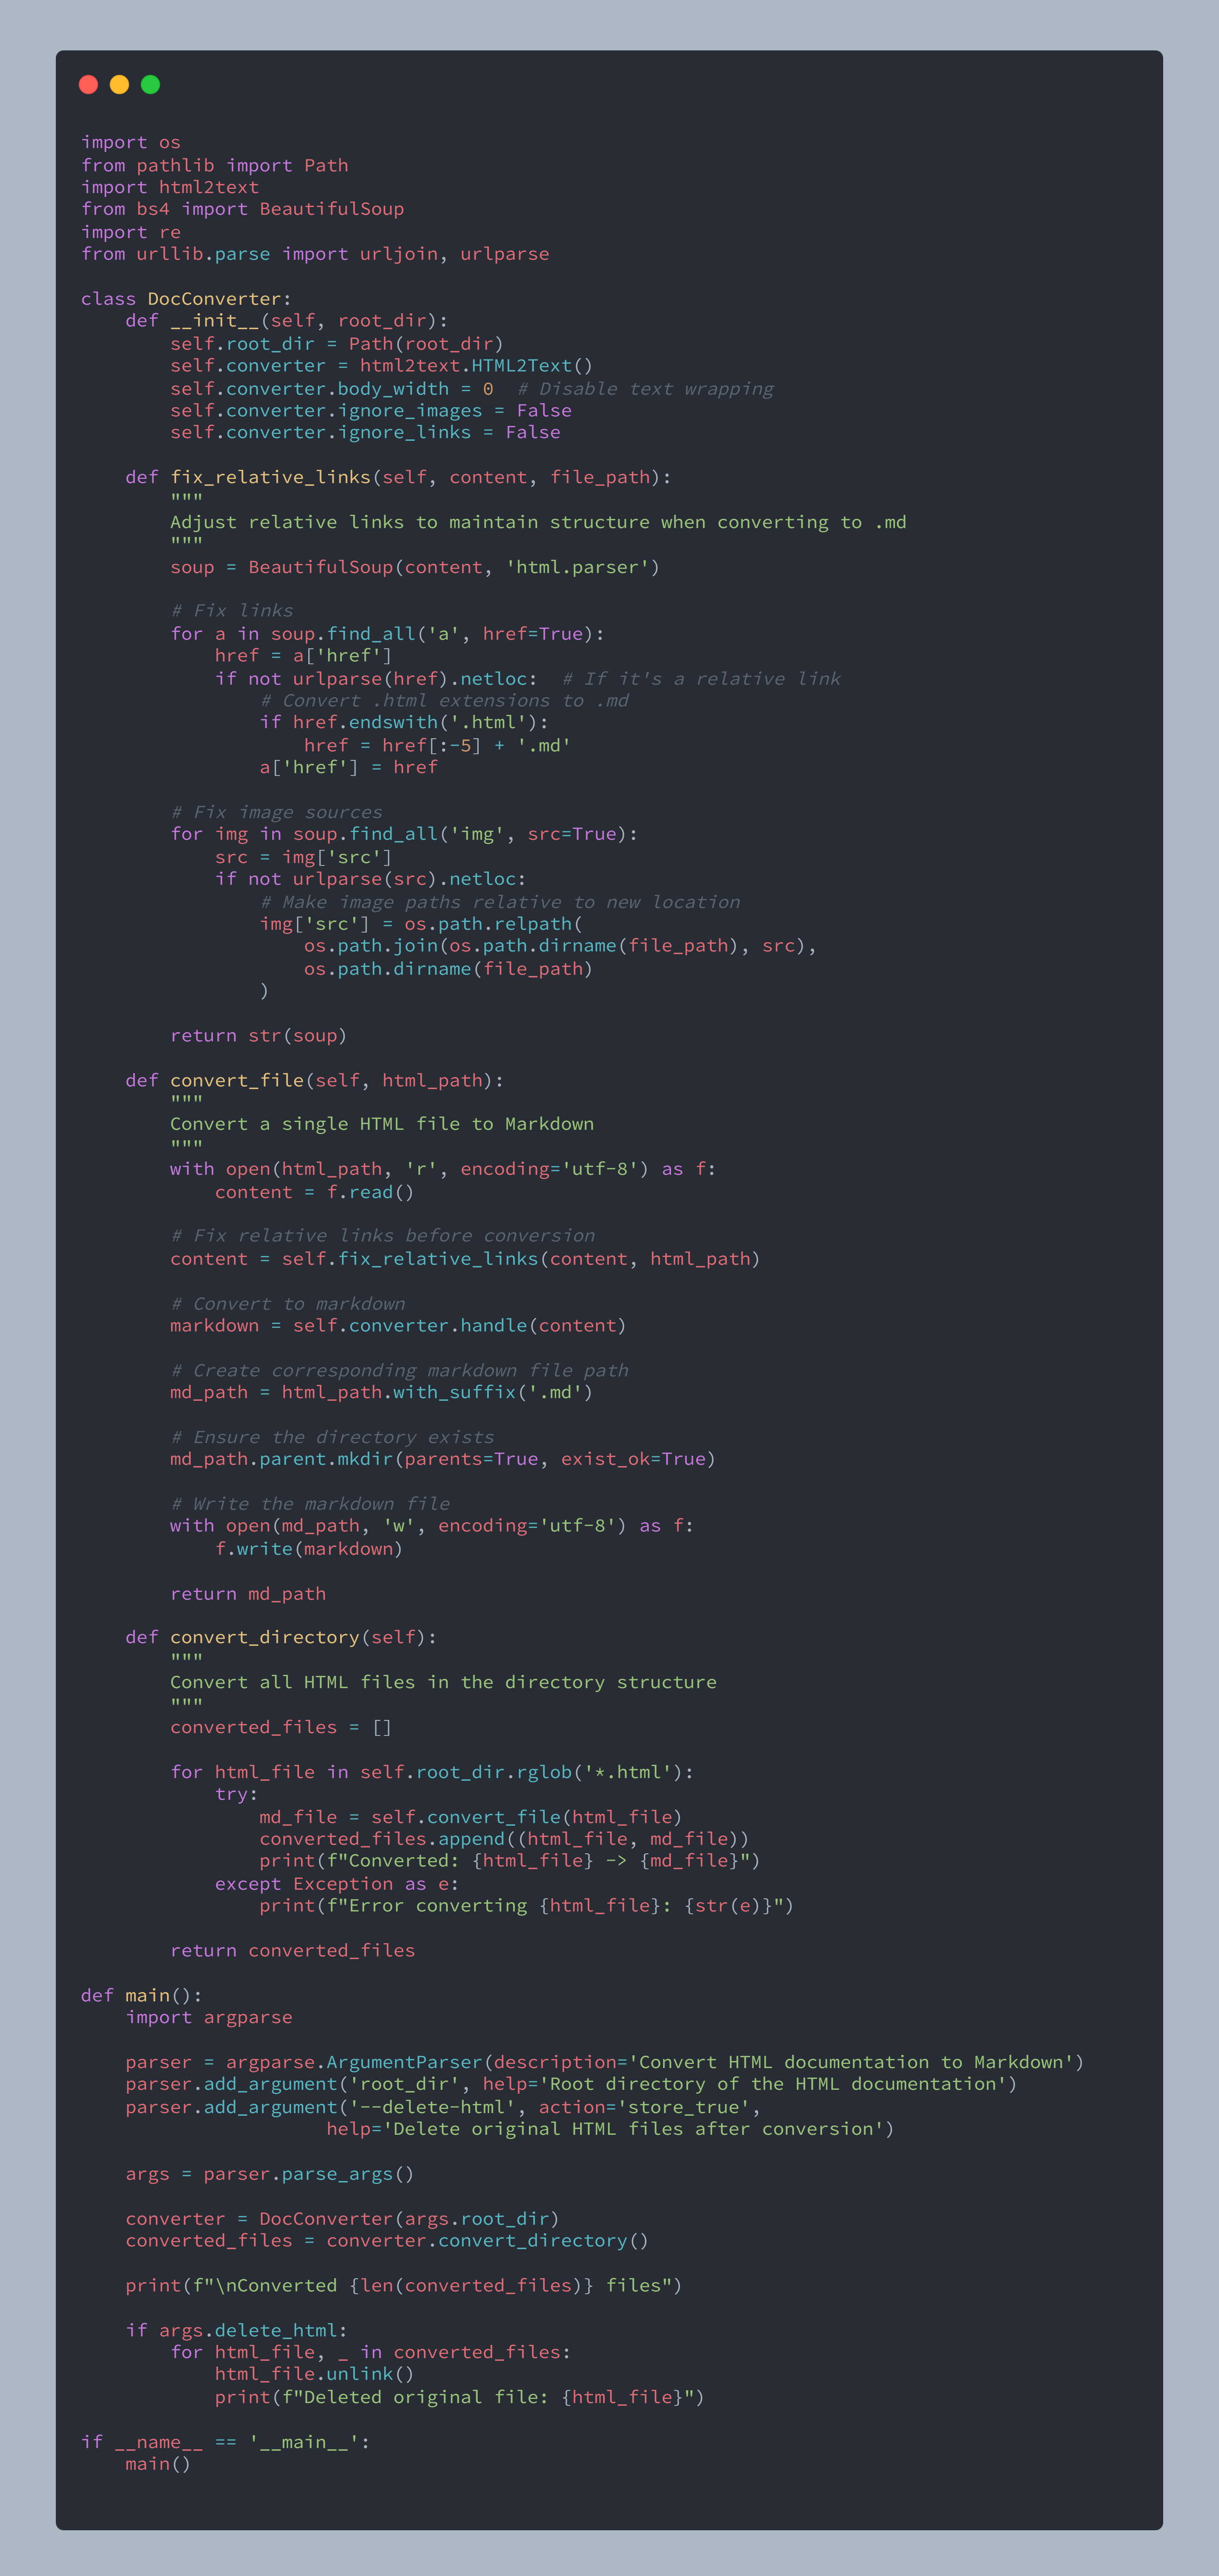 import os
from pathlib import Path
import html2text
from bs4 import BeautifulSoup
import re
from urllib.parse import urljoin, urlparse

class DocConverter:
    def __init__(self, root_dir):
        self.root_dir = Path(root_dir)
        self.converter = html2text.HTML2Text()
        self.converter.body_width = 0  # Disable text wrapping
        self.converter.ignore_images = False
        self.converter.ignore_links = False

    def fix_relative_links(self, content, file_path):
        """
        Adjust relative links to maintain structure when converting to .md
        """
        soup = BeautifulSoup(content, 'html.parser')

        # Fix links
        for a in soup.find_all('a', href=True):
            href = a['href']
            if not urlparse(href).netloc:  # If it's a relative link
                # Convert .html extensions to .md
                if href.endswith('.html'):
                    href = href[:-5] + '.md'
                a['href'] = href

        # Fix image sources
        for img in soup.find_all('img', src=True):
            src = img['src']
            if not urlparse(src).netloc:
                # Make image paths relative to new location
                img['src'] = os.path.relpath(
                    os.path.join(os.path.dirname(file_path), src),
                    os.path.dirname(file_path)
                )

        return str(soup)

    def convert_file(self, html_path):
        """
        Convert a single HTML file to Markdown
        """
        with open(html_path, 'r', encoding='utf-8') as f:
            content = f.read()

        # Fix relative links before conversion
        content = self.fix_relative_links(content, html_path)

        # Convert to markdown
        markdown = self.converter.handle(content)

        # Create corresponding markdown file path
        md_path = html_path.with_suffix('.md')

        # Ensure the directory exists
        md_path.parent.mkdir(parents=True, exist_ok=True)

        # Write the markdown file
        with open(md_path, 'w', encoding='utf-8') as f:
            f.write(markdown)

        return md_path

    def convert_directory(self):
        """
        Convert all HTML files in the directory structure
        """
        converted_files = []

        for html_file in self.root_dir.rglob('*.html'):
            try:
                md_file = self.convert_file(html_file)
                converted_files.append((html_file, md_file))
                print(f"Converted: {html_file} -> {md_file}")
            except Exception as e:
                print(f"Error converting {html_file}: {str(e)}")

        return converted_files

def main():
    import argparse

    parser = argparse.ArgumentParser(description='Convert HTML documentation to Markdown')
    parser.add_argument('root_dir', help='Root directory of the HTML documentation')
    parser.add_argument('--delete-html', action='store_true',
                      help='Delete original HTML files after conversion')

    args = parser.parse_args()

    converter = DocConverter(args.root_dir)
    converted_files = converter.convert_directory()

    print(f"\nConverted {len(converted_files)} files")

    if args.delete_html:
        for html_file, _ in converted_files:
            html_file.unlink()
            print(f"Deleted original file: {html_file}")

if __name__ == '__main__':
    main()